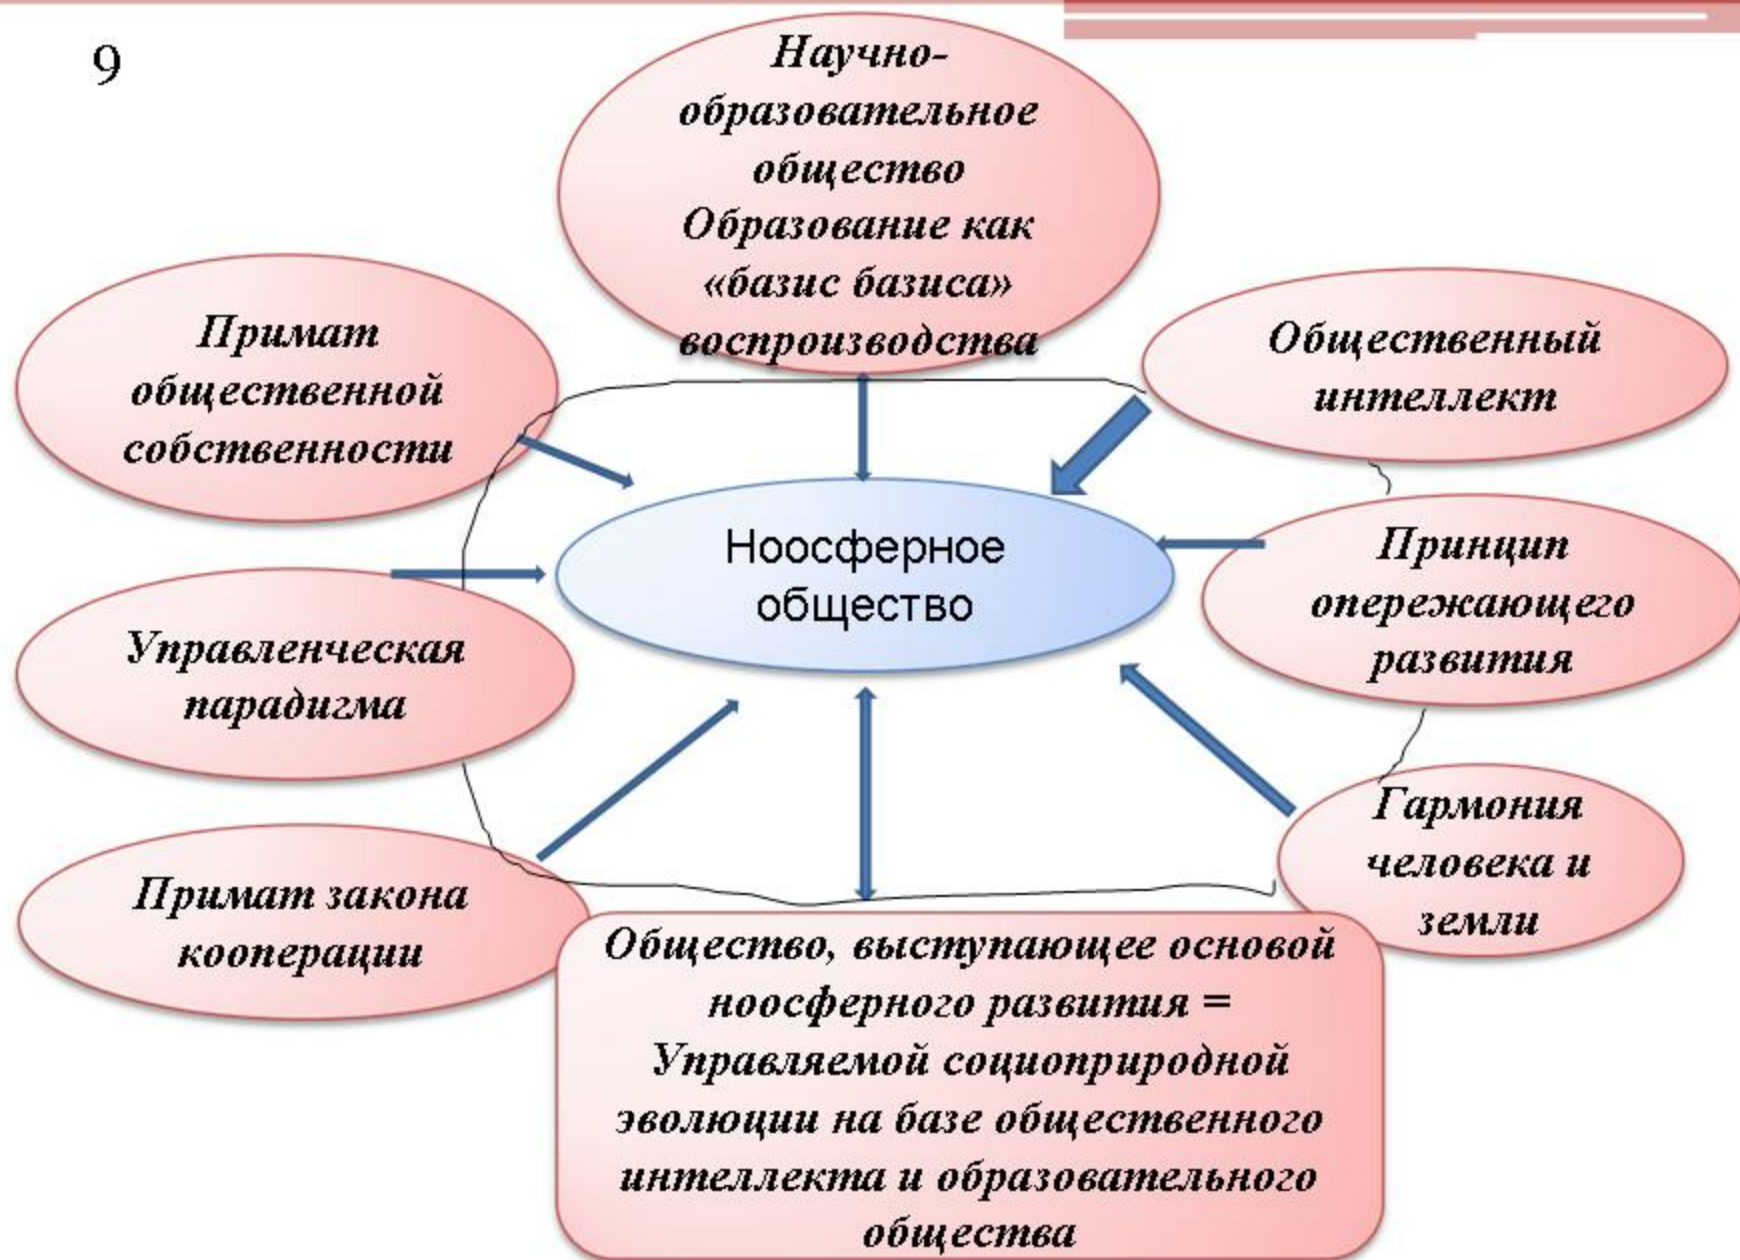 9
Научно-
образовательное
общество
Образование как
«базис базиса»
воспроизводства
Примат
общественной
собственности
Общественный
интеллект
Ноосферное
общество
Принцип
опережающего
развития
Управленческая
парадигма
Гармония
человека и
земли
Примат закона
кооперации
Общество, выступающее основой
ноосферного развития =
Управляемой социоприродной
эволюции на базе общественного
интеллекта и образовательного
общества